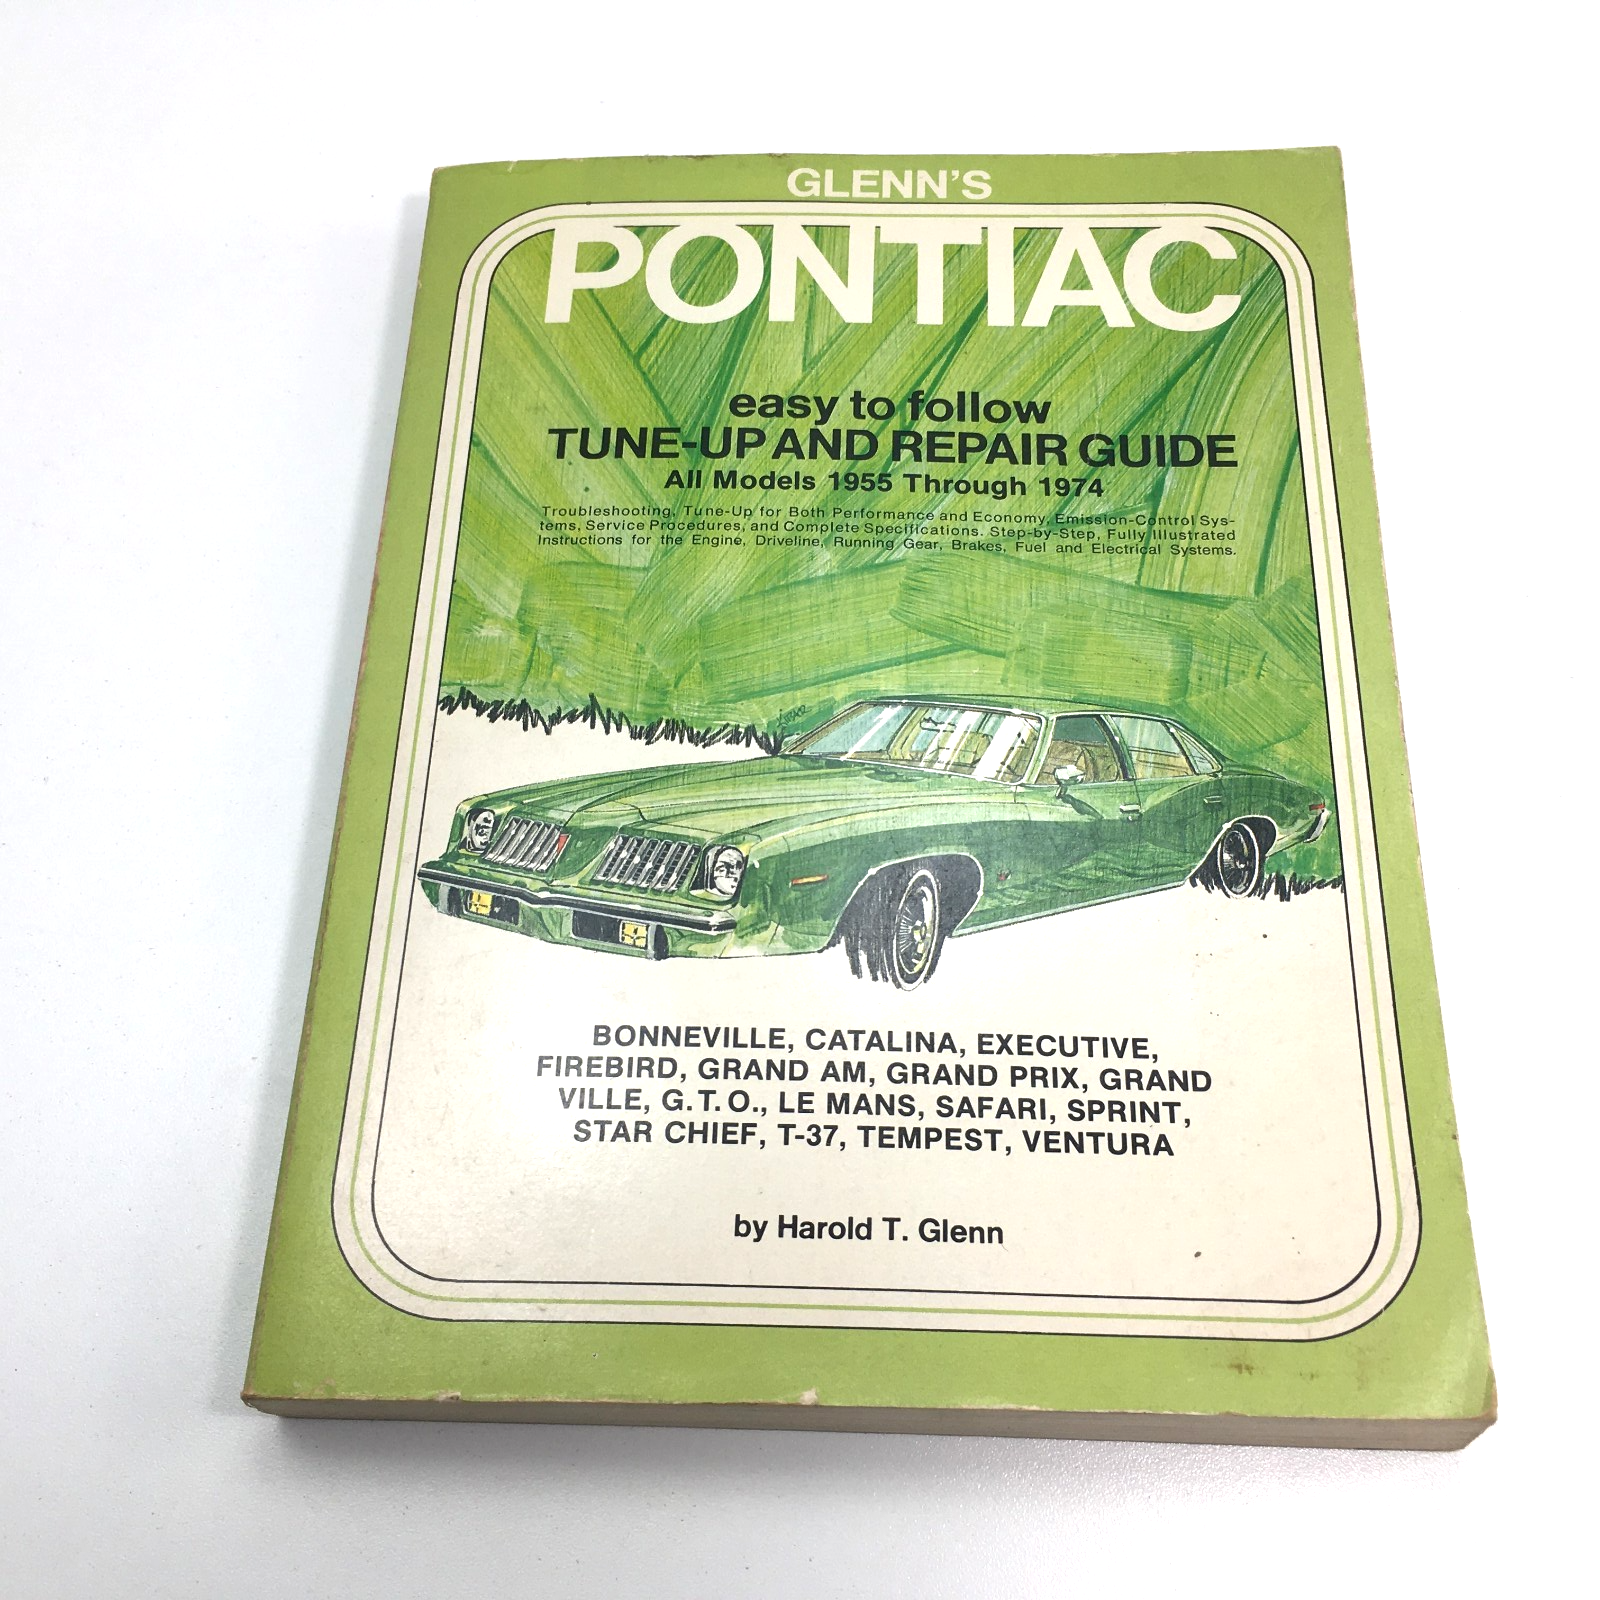 GLENN'S
PONTIAC
easy to follow
TUNE-UP AND REPAIR GUIDE
All Models 1955 Through 1974
Troubleshooting, Tune-Up for Both Performance and Economy, Emission-Control Sys-
tems, Service Procedures, and Complete Specifications. Step-by-Step, Fully Illustrated
Instructions for the Engine, Driveline, Running Gear, Brakes, Fuel and Electrical Systems.
BONNEVILLE, CATALINA, EXECUTIVE,
FIREBIRD, GRAND AM, GRAND PRIX, GRAND
VILLE, G.T.O., LE MANS, SAFARI, SPRINT,
STAR CHIEF, T-37, TEMPEST, VENTURA
by Harold T. Glenn